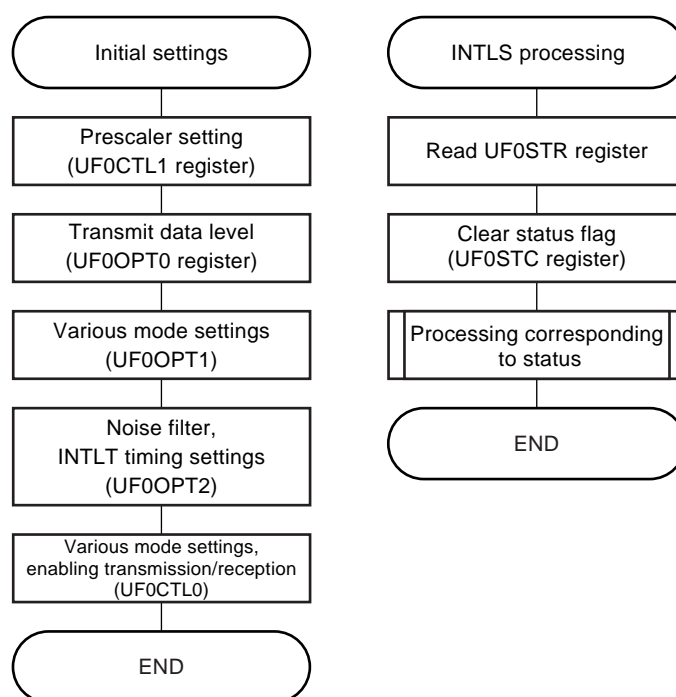 Initial settings
Prescaler setting
(UF0CTL1 register)
Transmit data level
(UF0OPT0 register)
Various mode settings
(UF0OPT1)
Noise filter,
INTLT timing settings
(UF0OPT2)
Various mode settings,
enabling transmission/reception
(UF0CTL0)
END
INTLS processing
Read UF0STR register
Clear status flag
(UF0STC register)
Processing corresponding
to status
END